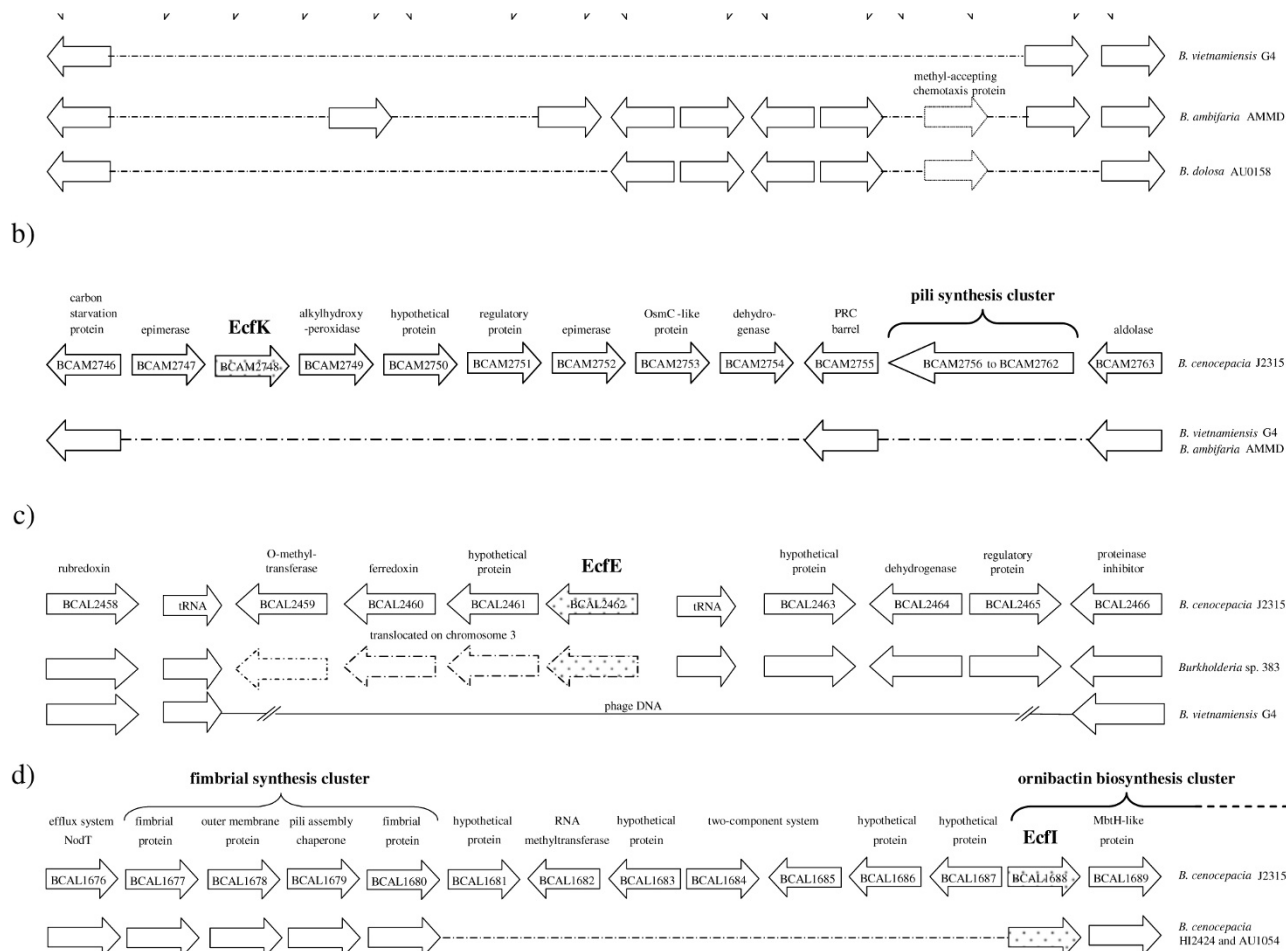 B. vietnamiensis G4
methyl-accepting
chemotaxis protein
B. ambifaria AMMD
B. dolosa AU0158
b)
pili synthesis cluster
carbon
starvation
protein
epimerase
EcfK
alkylhydroxy
-peroxidase
hypothetical
protein
regulatory
protein
epimerase
OsmC -like
protein
dehydro-
genase
PRC
barrel
aldolase
BCAM2746 BCAM2747 BCAM2748 BCAM2749 BCAM2750 BCAM2751 BCAM2752 BCAM2753 BCAM2754 BCAM2755 BCAM2756 to BCAM2762 BCAM2763 B. cenocepacia J2315
B. vietnamiensis G4
B. ambifaria AMMD
c)
rubredoxin
O-methyl-
transferase
ferredoxin
hypothetical
protein
EcfE
hypothetical
protein
dehydrogenase
regulatory
protein
proteinase
inhibitor
BCAL2458 tRNA BCAL2459 BCAL2460 BCAL2461 BCAL2462 tRNA BCAL2463 BCAL2464 BCAL2465 BCAL2466 B. cenocepacia J2315
translocated on chromosome 3
Burkholderia sp. 383
phage DNA
B. vietnamiensis G4
d)
fimbrial synthesis cluster
ornibactin biosynthesis cluster
efflux system
NodT
fimbrial
protein
outer membrane
protein
pili assembly
chaperone
fimbrial
protein
hypothetical
protein
RNA
methyltransferase
hypothetical
protein
two-component system
hypothetical
protein
hypothetical
protein
EcfI
MbtH-like
protein
BCAL1676 BCAL1677 BCAL1678 BCAL1679 BCAL1680 BCAL1681 BCAL1682 BCAL1683 BCAL1684 BCAL1685 BCAL1686 BCAL1687 BCAL1688 BCAL1689 B. cenocepacia J2315
B. cenocepacia
HI2424 and AU1054